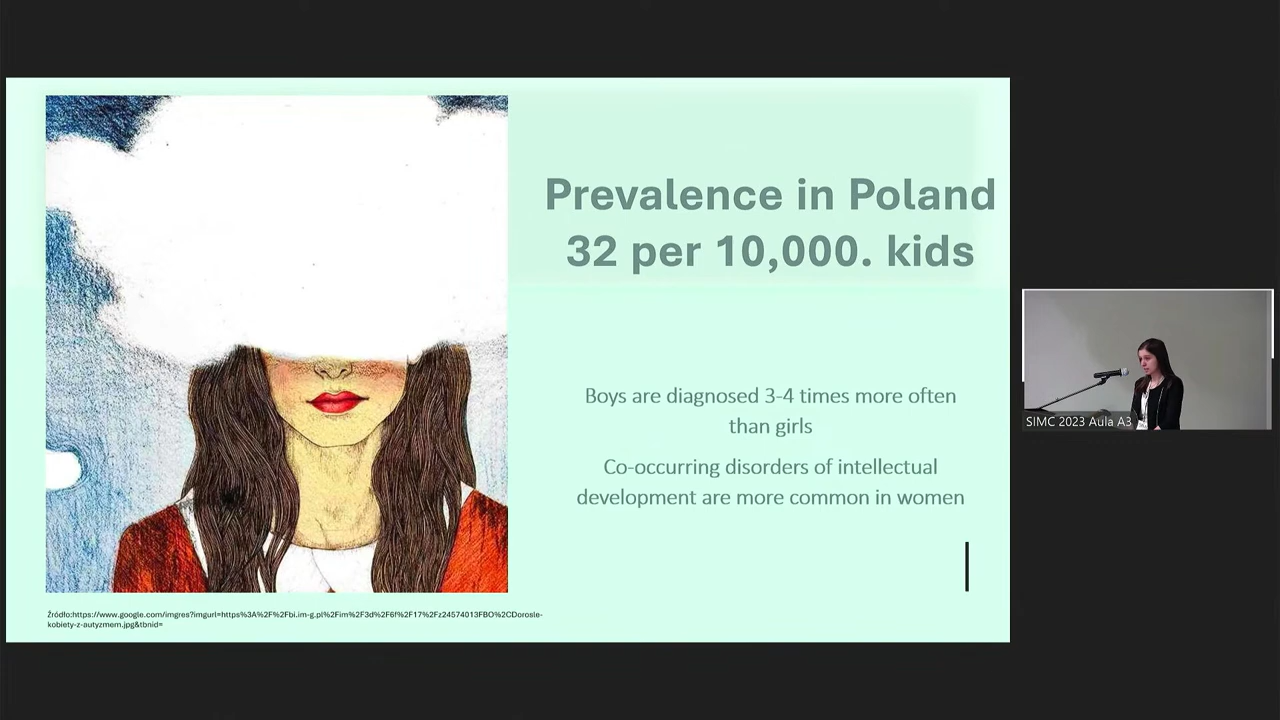 Prevalence in Poland
32 per 10,000. kids
Boys are diagnosed 3-4 times more often
than girls
Co-occurring disorders of intellectual
development are more common in women
Źródło:https://www.google.com/imgres?imgurl=https%3A%2F%2Fbi.im-g.pl%2Fim%2F3d%2F6f%2F17%2Fz24574013FBO%2CDorosle-
kobiety-z-autyzmem.jpg&tbnid=
SIMC 2023 Aula A3